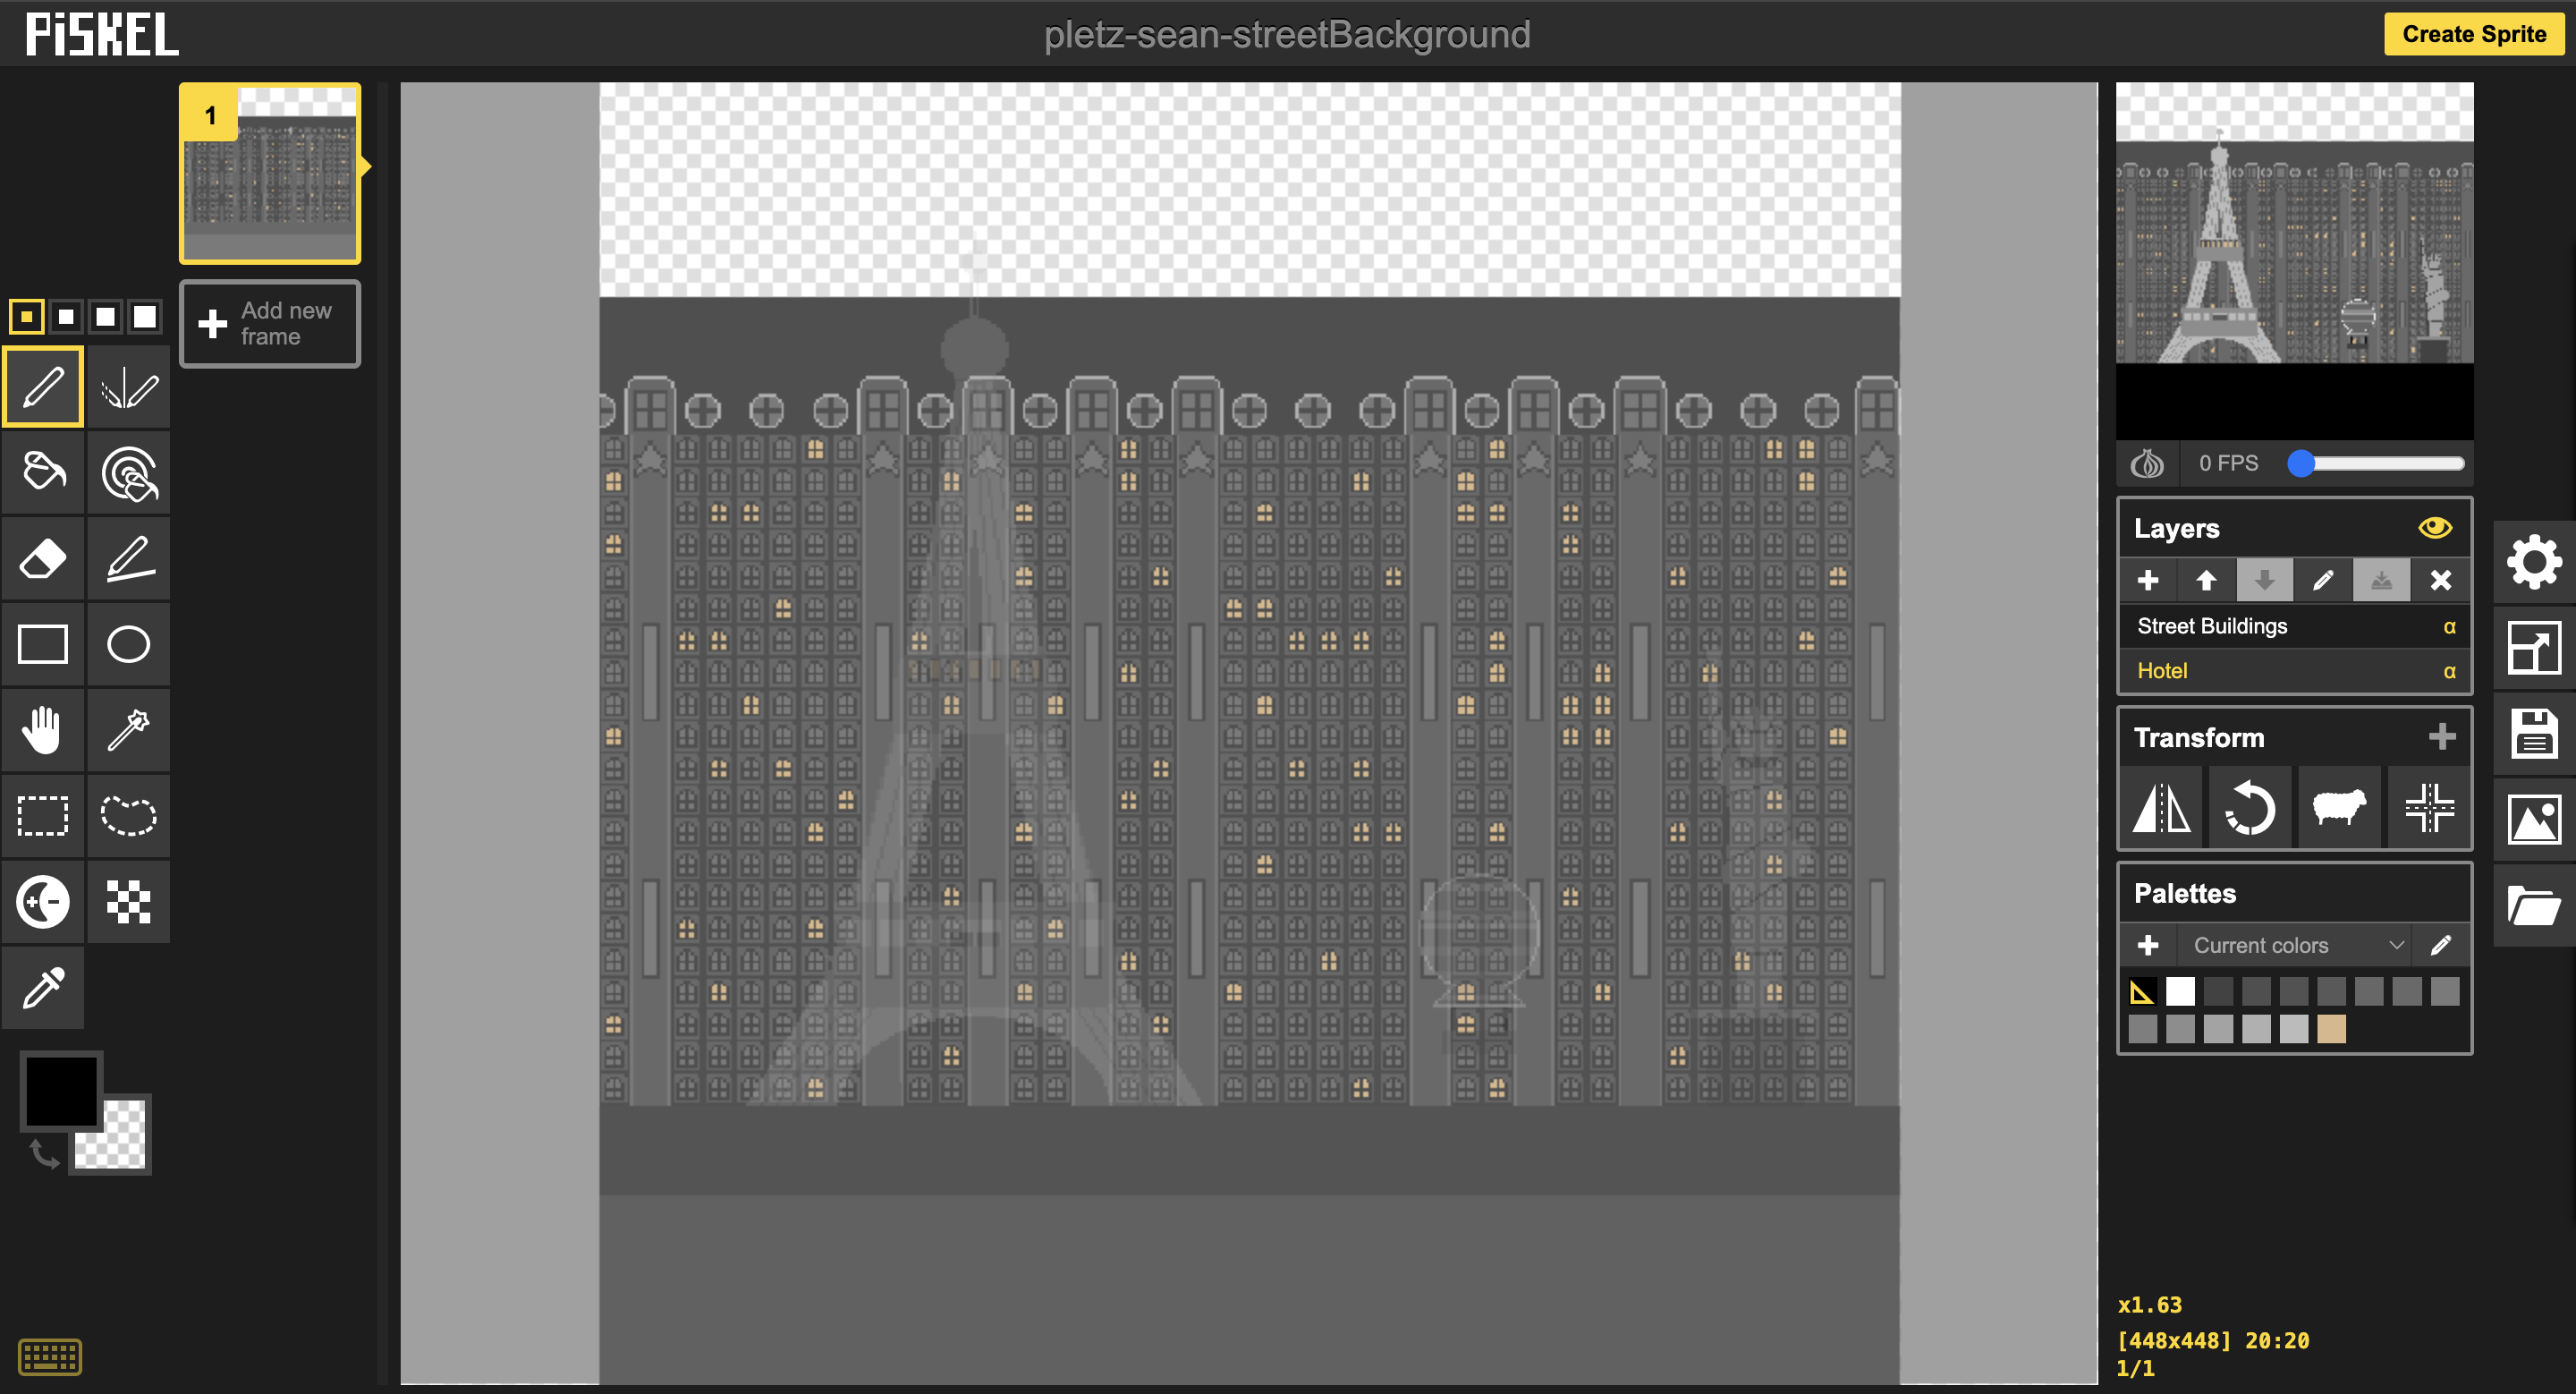 PiSKEL
pletz-sean-streetBackground
Create Sprite
1
Add new
frame
0 FPS
Layers
Street Buildings α
Hotel α
Transform
Palettes
Current colors
x1.63
[448x448] 20:20
1/1